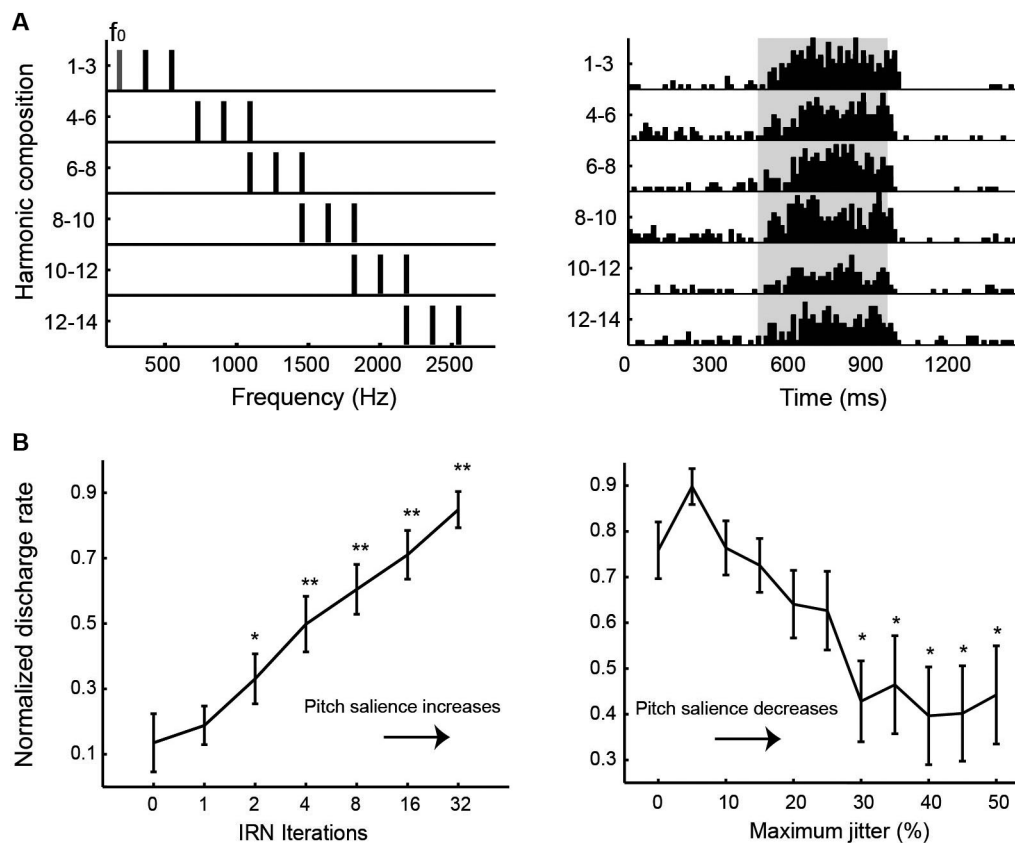 A
f0
Harmonic composition
1-3
4-6
6-8
8-10
10-12
12-14
500 1000 1500 2000 2500
Frequency (Hz)
1-3
4-6
6-8
8-10
10-12
12-14
0 300 600 900 1200
Time (ms)
B
Normalized discharge rate
0.9
0.7
0.5
0.3
0.1
* ** ** ** **
Pitch salience increases
0 1 2 4 8 16 32
IRN Iterations
0.9
0.8
0.7
0.6
0.5
0.4
0.3
* * * * *
Pitch salience decreases
0 10 20 30 40 50
Maximum jitter (%)